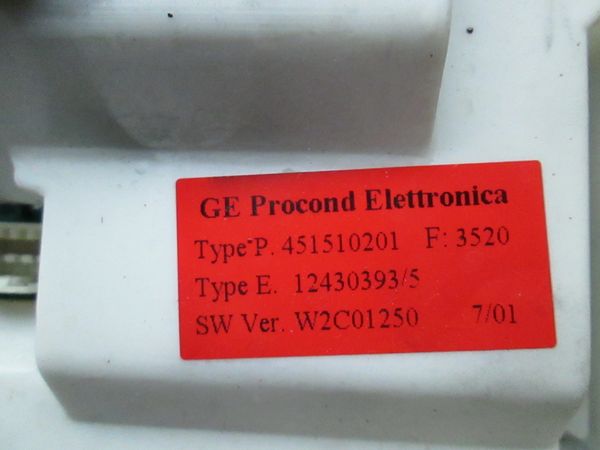 GE Procond Elettronica
Type P. 451510201 F: 3520
Type E. 12430393/5
SW Ver. W2C01250 7/01